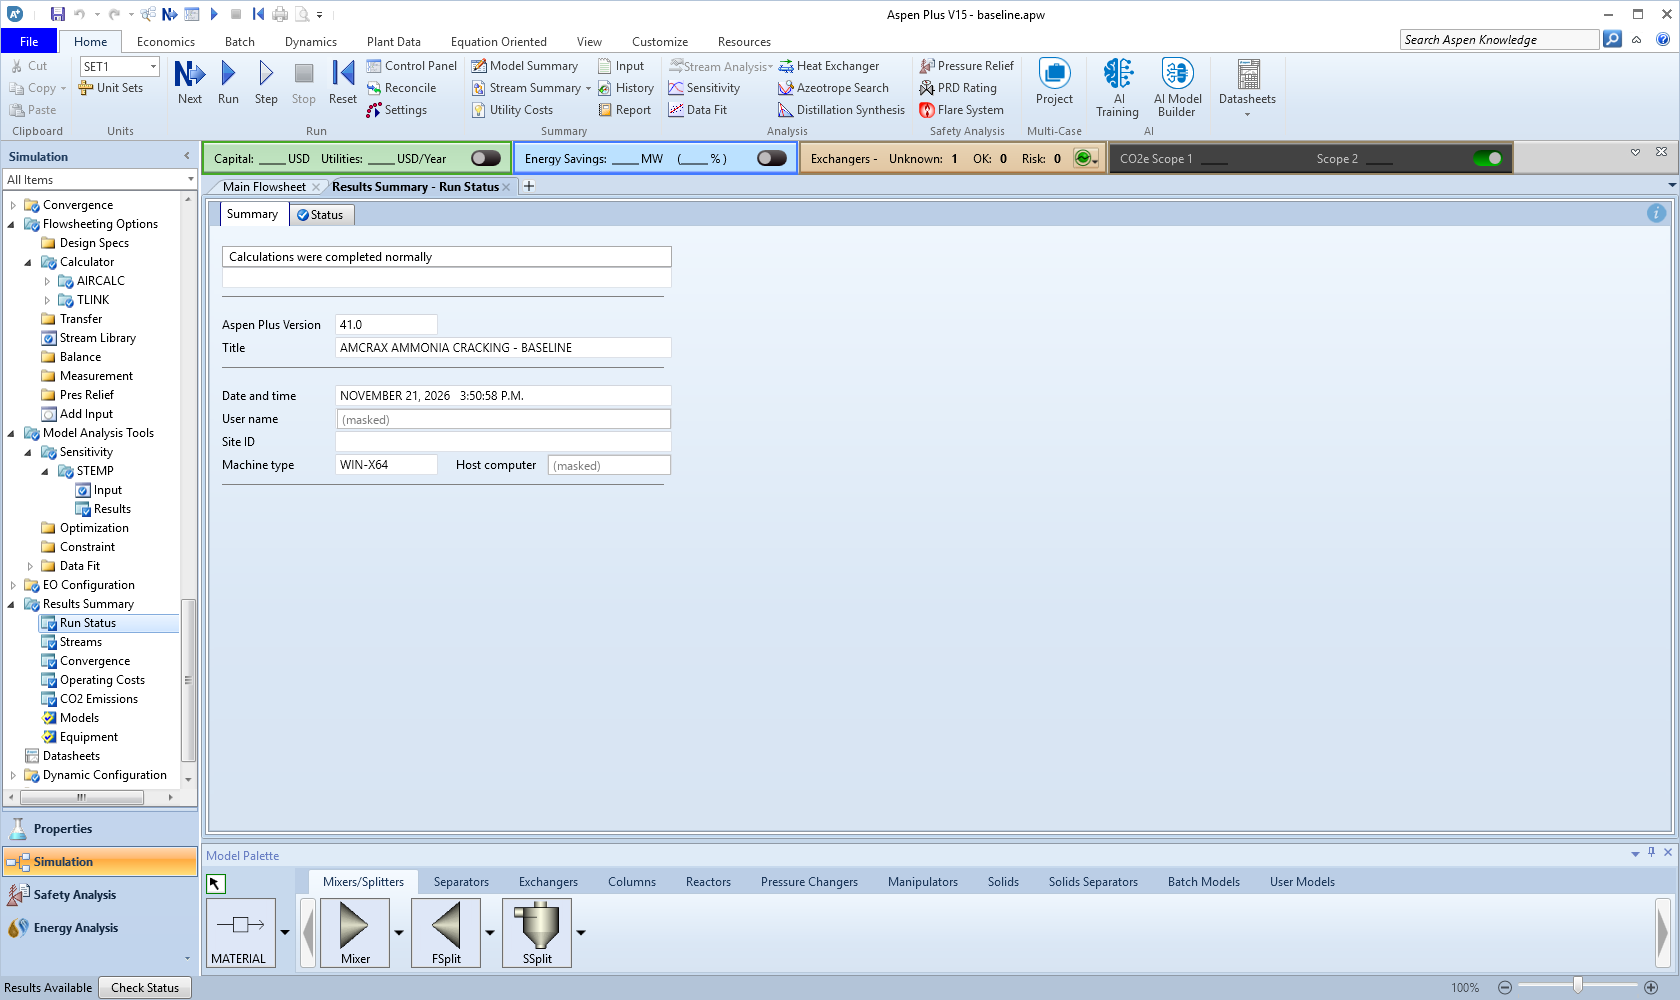 Aspen Plus V15 - baseline.apw
File Home Economics Batch Dynamics Plant Data Equation Oriented View Customize Resources Search Aspen Knowledge
Cut
Copy
Paste
Clipboard
SET1
Unit Sets
Units
Next
Run
Step
Stop
Reset
Control Panel
Reconcile
Settings
Run
Model Summary
Stream Summary
Utility Costs
Input
History
Report
Summary
Stream Analysis
Sensitivity
Data Fit
Heat Exchanger
Azeotrope Search
Distillation Synthesis
Analysis
Pressure Relief
PRD Rating
Flare System
Safety Analysis
Project
Multi-Case
AI Training
AI Model Builder
AI
Datasheets
Simulation
All Items
Capital: ____ USD Utilities: ____ USD/Year
Energy Savings: ____ MW (____ %)
Exchangers - Unknown: 1 OK: 0 Risk: 0
CO2e Scope 1 ____ Scope 2 ____
Main Flowsheet
Results Summary - Run Status
Convergence
Flowsheeting Options
Design Specs
Calculator
AIRCALC
TLINK
Transfer
Stream Library
Balance
Measurement
Pres Relief
Add Input
Model Analysis Tools
Sensitivity
STEMP
Input
Results
Optimization
Constraint
Data Fit
EO Configuration
Results Summary
Run Status
Streams
Convergence
Operating Costs
CO2 Emissions
Models
Equipment
Datasheets
Dynamic Configuration
Properties
Simulation
Safety Analysis
Energy Analysis
Summary Status
Calculations were completed normally
Aspen Plus Version 41.0
Title AMCRAX AMMONIA CRACKING - BASELINE
Date and time NOVEMBER 21, 2026 3:50:58 P.M.
User name (masked)
Site ID
Machine type WIN-X64 Host computer (masked)
Model Palette
Mixers/Splitters Separators Exchangers Columns Reactors Pressure Changers Manipulators Solids Solids Separators Batch Models User Models
MATERIAL Mixer FSplit SSplit
Results Available Check Status 100%